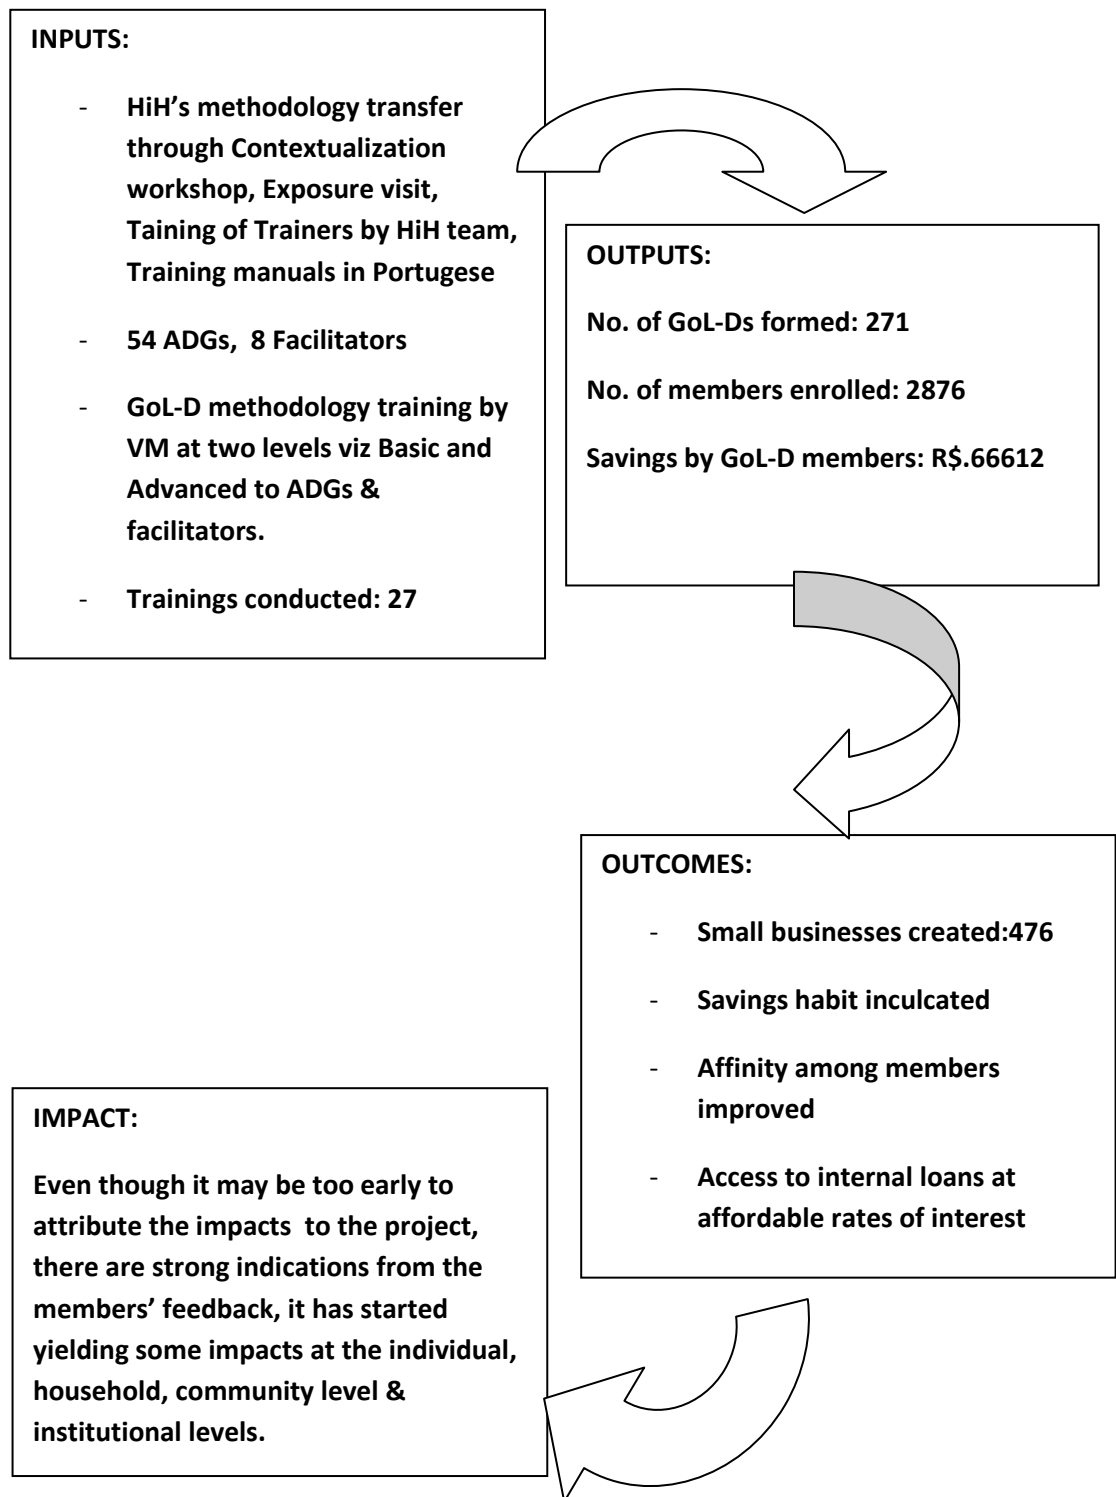 INPUTS:
- HiH’s methodology transfer
through Contextualization
workshop, Exposure visit,
Taining of Trainers by HiH team,
Training manuals in Portugese
- 54 ADGs, 8 Facilitators
- GoL-D methodology training by
VM at two levels viz Basic and
Advanced to ADGs &
facilitators.
- Trainings conducted: 27
OUTPUTS:
No. of GoL-Ds formed: 271
No. of members enrolled: 2876
Savings by GoL-D members: R$.66612
OUTCOMES:
- Small businesses created:476
- Savings habit inculcated
- Affinity among members
improved
- Access to internal loans at
affordable rates of interest
IMPACT:
Even though it may be too early to
attribute the impacts to the project,
there are strong indications from the
members’ feedback, it has started
yielding some impacts at the individual,
household, community level &
institutional levels.